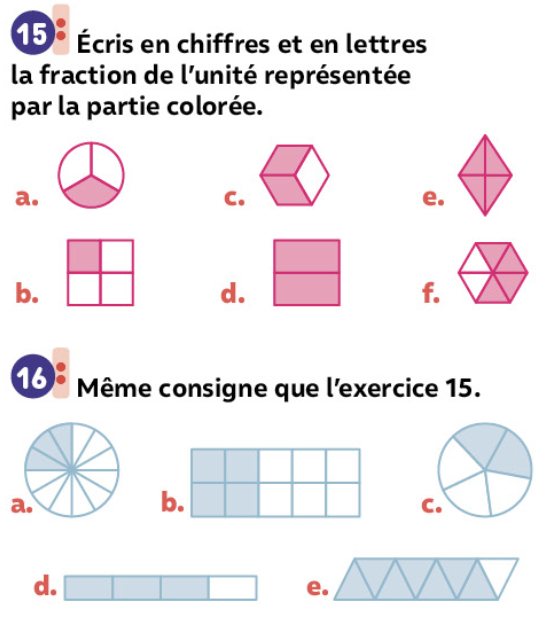 15 Écris en chiffres et en lettres
la fraction de l'unité représentée
par la partie colorée.
a. c. e.
b. d. f.
16 Même consigne que l'exercice 15.
a. b. c.
d. e.